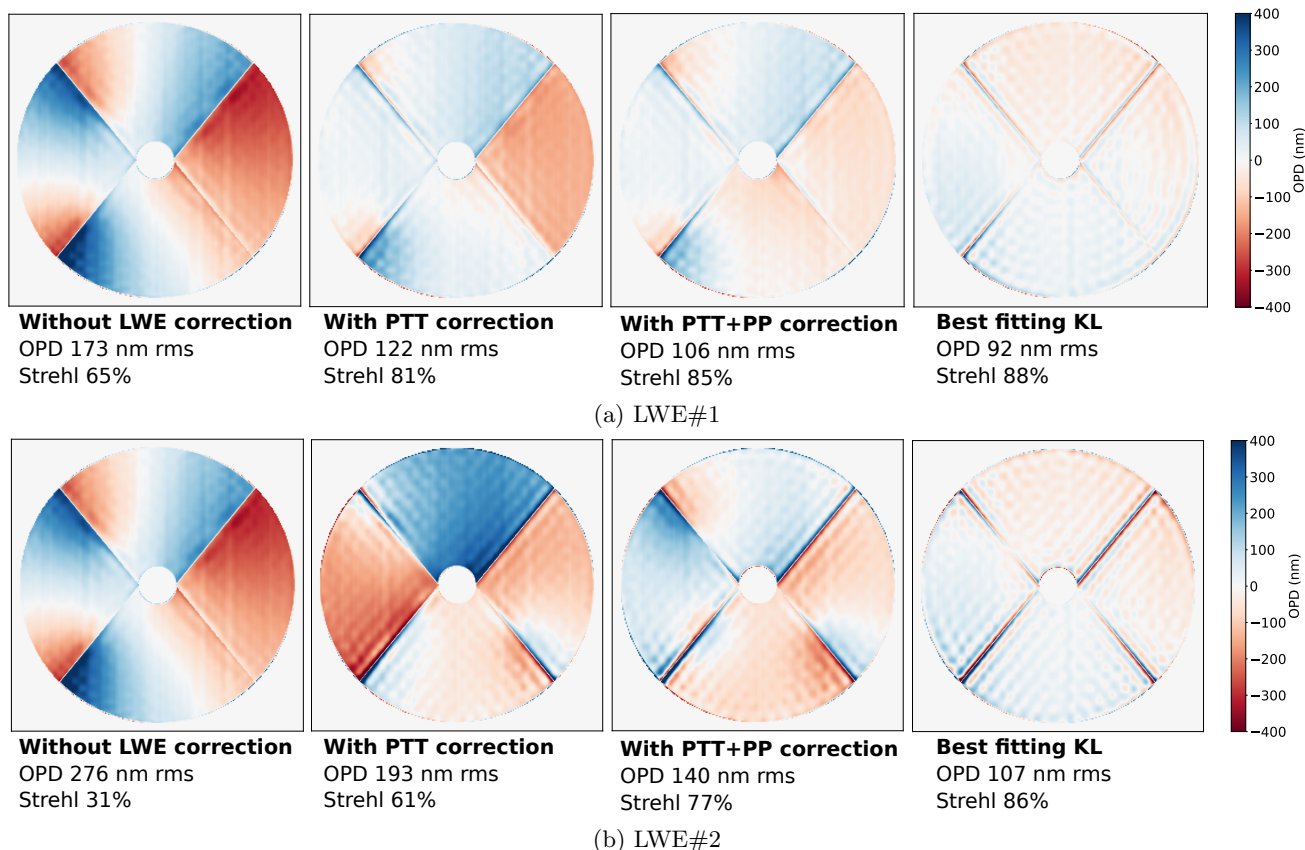 400
300
200
100
0
−100
−200
−300
−400
OPD (nm)
Without LWE correction
OPD 173 nm rms
Strehl 65%
With PTT correction
OPD 122 nm rms
Strehl 81%
With PTT+PP correction
OPD 106 nm rms
Strehl 85%
Best fitting KL
OPD 92 nm rms
Strehl 88%
(a) LWE#1
400
300
200
100
0
−100
−200
−300
−400
OPD (nm)
Without LWE correction
OPD 276 nm rms
Strehl 31%
With PTT correction
OPD 193 nm rms
Strehl 61%
With PTT+PP correction
OPD 140 nm rms
Strehl 77%
Best fitting KL
OPD 107 nm rms
Strehl 86%
(b) LWE#2